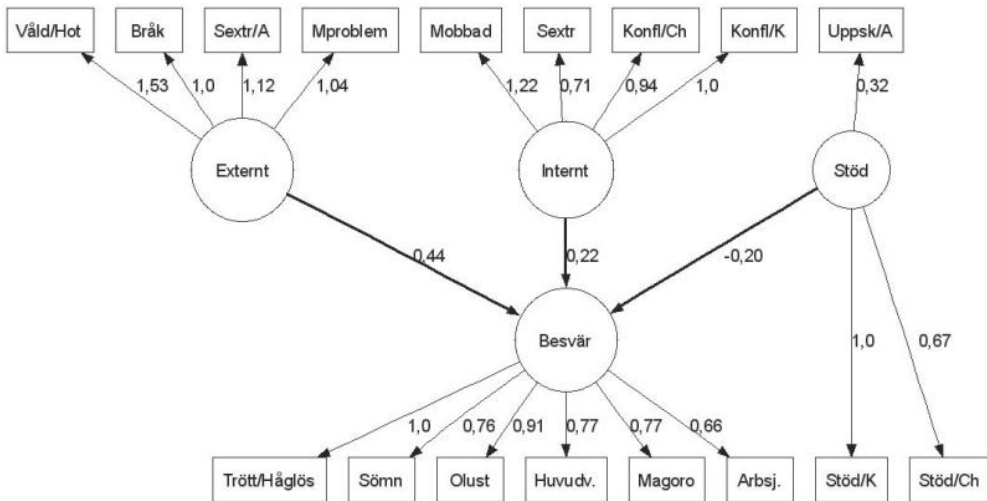 Våld/Hot Bråk Sextr/A Mproblem Mobbad Sextr Konfl/Ch Konfl/K Uppsk/A
1,53 1,0 1,12 1,04 1,22 0,71 0,94 1,0 0,32
Externt Internt Stöd
0,44 0,22 -0,20
Besvär
1,0 0,67
1,0 0,76 0,91 0,77 0,77 0,66
Trött/Håglös Sömn Olust Huvudv. Magoro Arbsj. Stöd/K Stöd/Ch